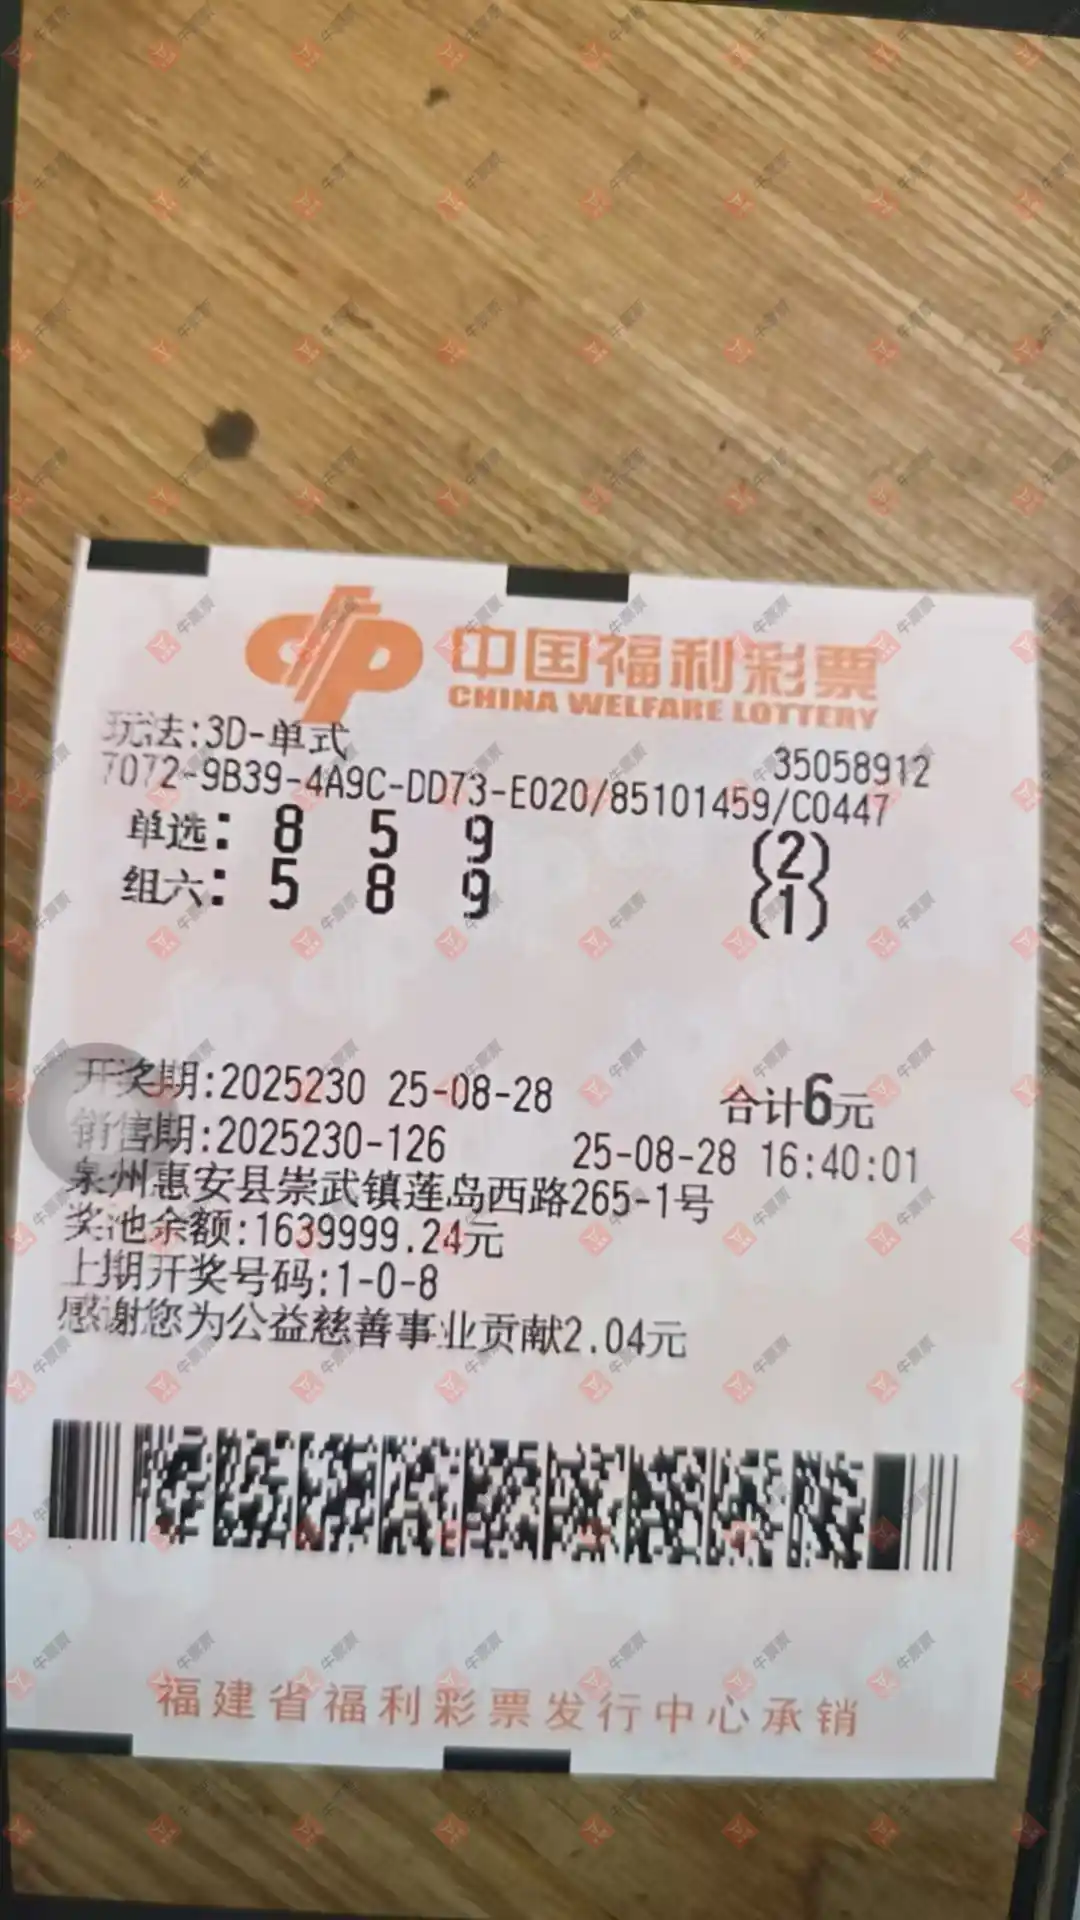 中国福利彩票
CHINA WELFARE LOTTERY
玩法:3D-单式
35058912
7072-9B39-4A9C-DD73-E020/85101459/C0447
单选: 8 5 9 (2)
组六: 5 8 9 (1)
开奖期:2025230 25-08-28 合计6元
销售期:2025230-126 25-08-28 16:40:01
泉州惠安县崇武镇莲岛西路265-1号
奖池余额:1639999.24元
上期开奖号码:1-0-8
感谢您为公益慈善事业贡献2.04元
福建省福利彩票发行中心承销
牛票票